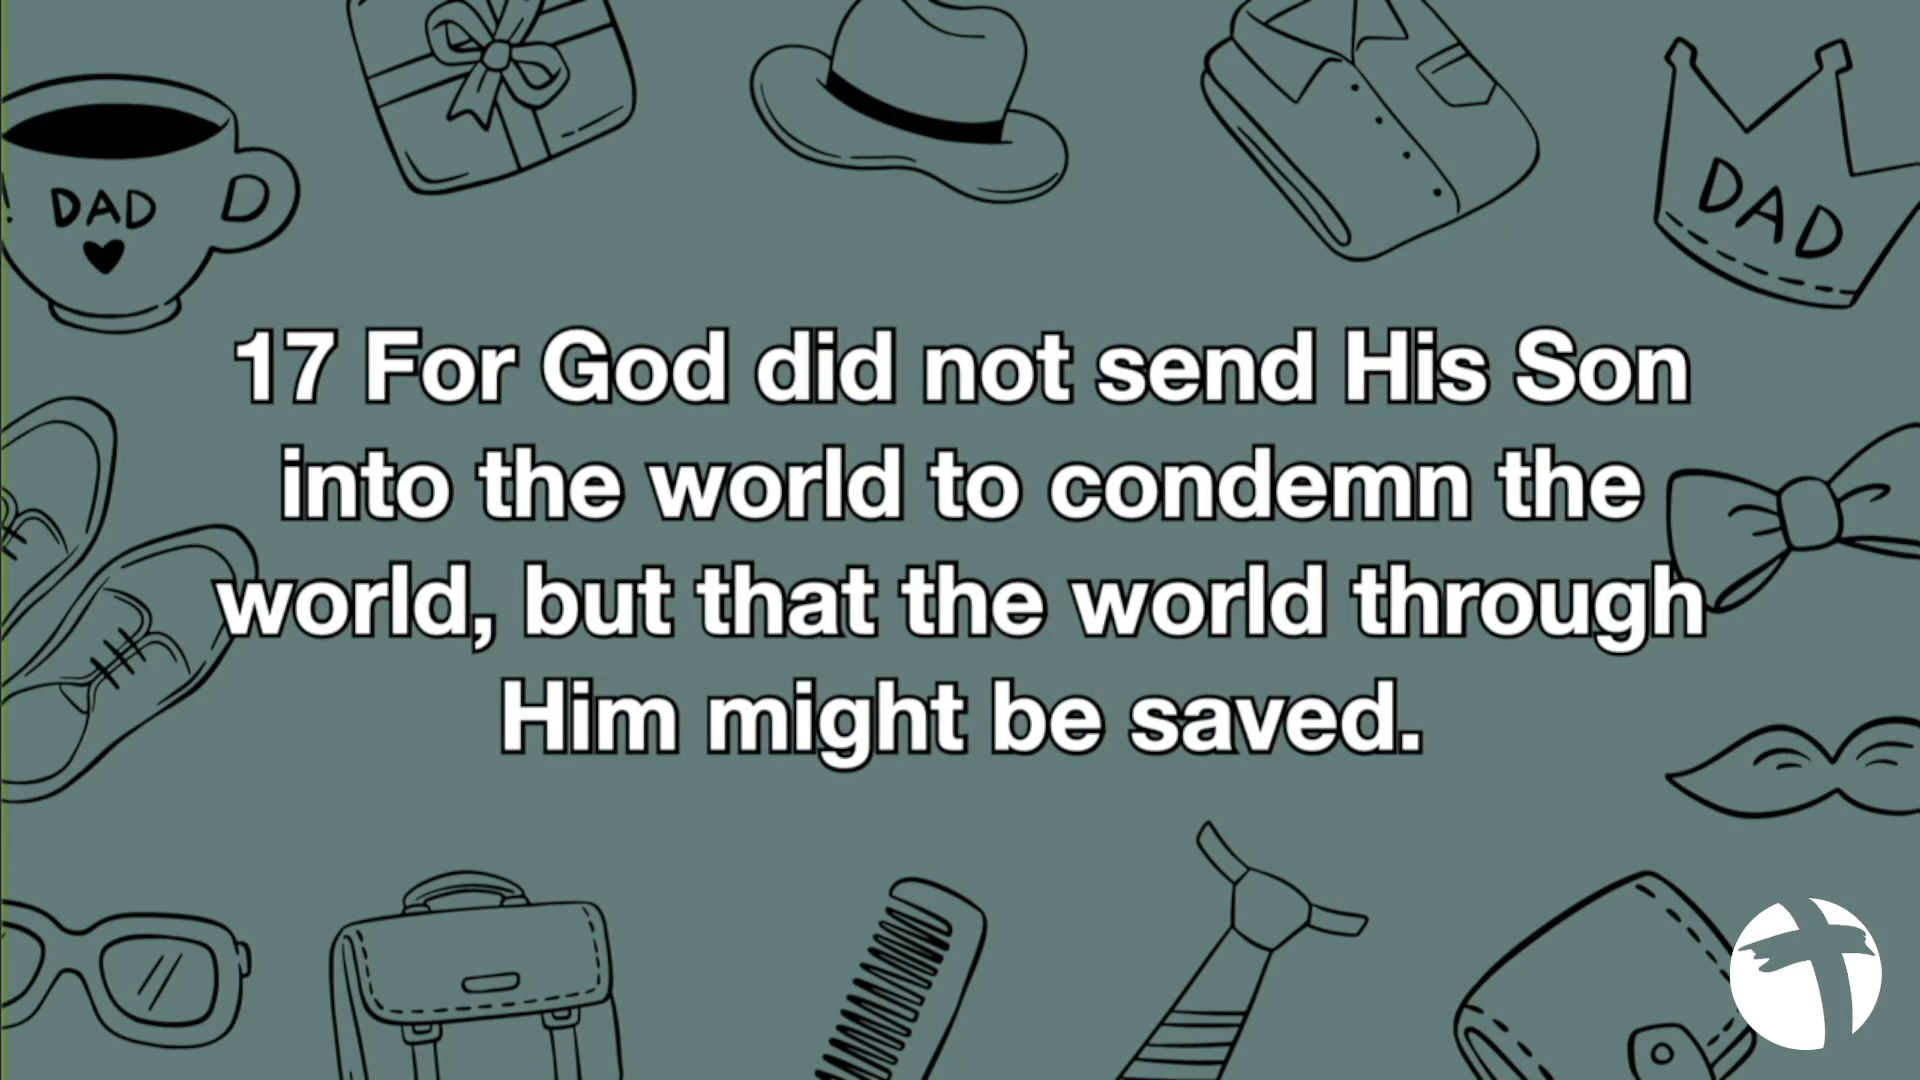 DAD
D
DAD
17 For God did not send His Son
into the world to condemn the
world, but that the world through
Him might be saved.